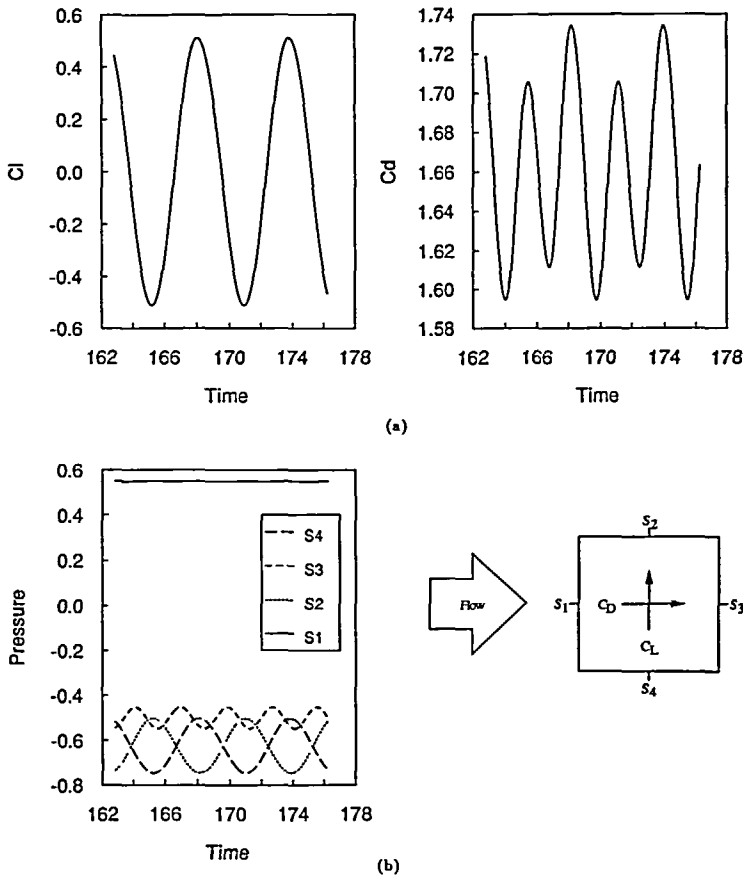 0.6
0.4
0.2
0.0
-0.2
-0.4
-0.6
Cl
162 166 170 174 178
Time
1.74
1.72
1.70
1.68
1.66
1.64
1.62
1.60
1.58
Cd
162 166 170 174 178
Time
(a)
0.6
0.4
0.2
0.0
-0.2
-0.4
-0.6
-0.8
Pressure
S4
S3
S2
S1
162 166 170 174 178
Time
Flow
S2
S1
CD
S3
CL
S4
(b)